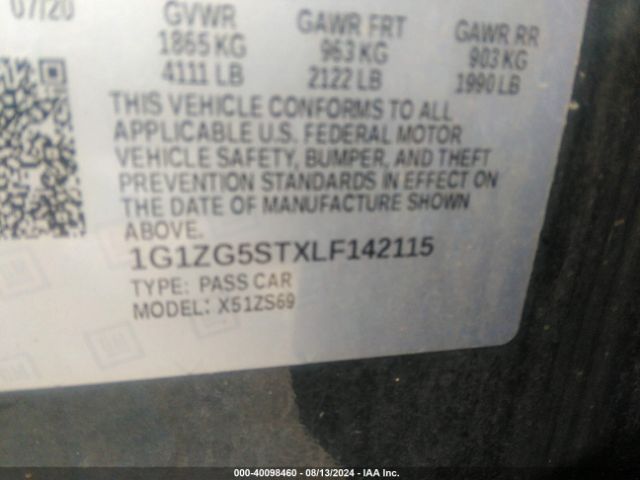 07/20 GVWR GAWR FRT GAWR RR
1865 KG 963 KG 903 KG
4111 LB 2122 LB 1990 LB
THIS VEHICLE CONFORMS TO ALL
APPLICABLE U.S. FEDERAL MOTOR
VEHICLE SAFETY, BUMPER, AND THEFT
PREVENTION STANDARDS IN EFFECT ON
THE DATE OF MANUFACTURE SHOWN
ABOVE.
1G1ZG5STXLF142115
TYPE: PASS CAR
MODEL: X51ZS69
000-40098460 - 08/13/2024 - IAA Inc.